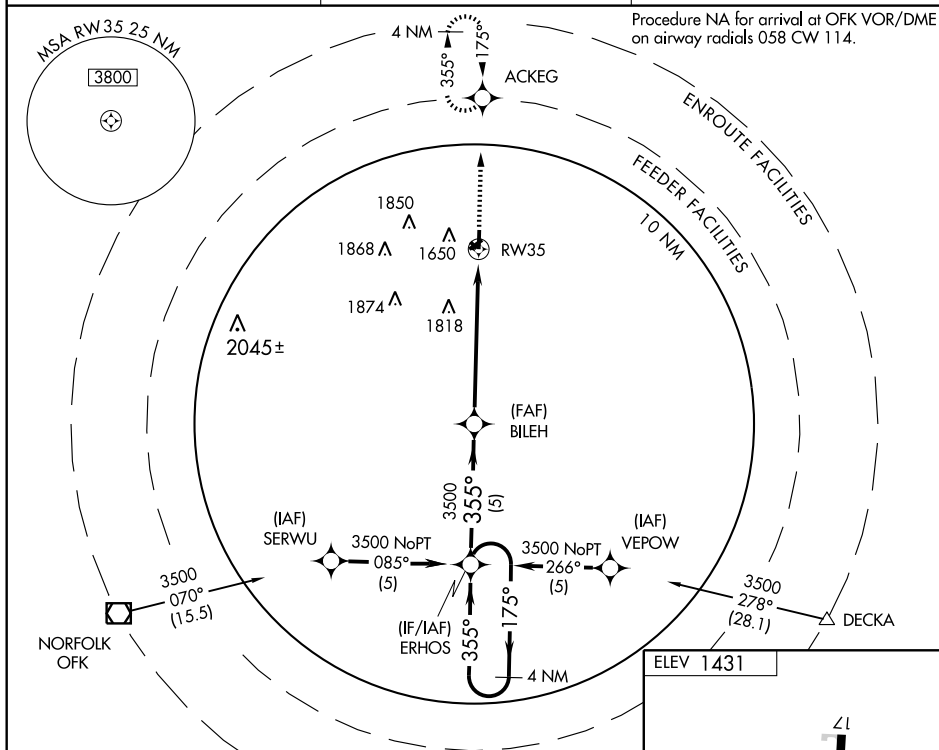 Procedure NA for arrival at OFK VOR/DME
on airway radials 058 CW 114.
MSA RW35 25 NM
3800
4 NM
355°
175°
ACKEG
ENROUTE FACILITIES
FEEDER FACILITIES
10 NM
1850
1868
1650
RW35
1874
1818
2045±
(FAF)
BILEH
3500
355°
(5)
(IAF)
SERWU
3500 NoPT
085°
(5)
(IAF)
VEPOW
3500 NoPT
266°
(5)
3500
070°
(15.5)
NORFOLK
OFK
(IF/IAF)
ERHOS
355°
175°
4 NM
3500
278°
(28.1)
DECKA
ELEV 1431
17